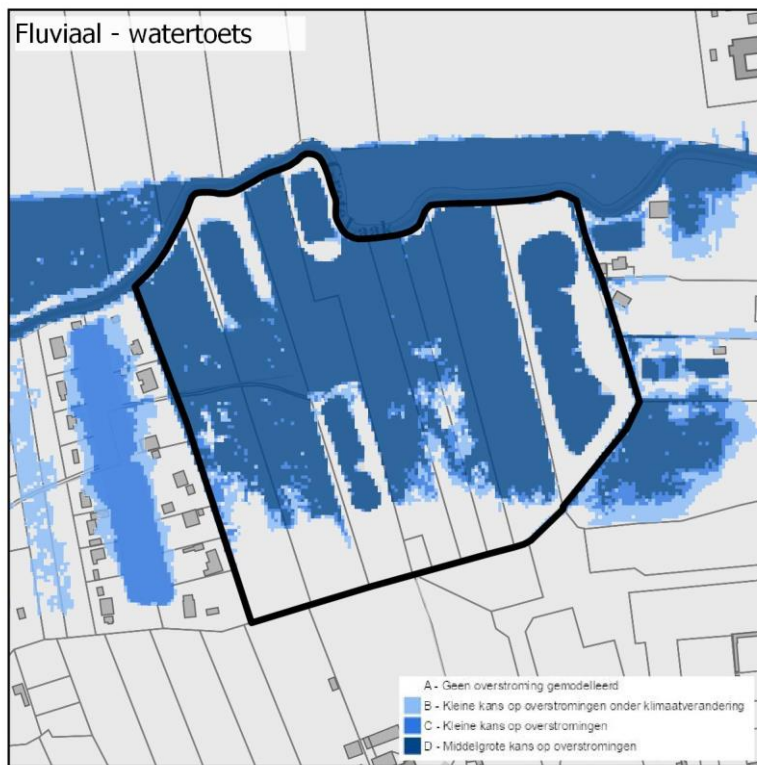 Fluviaal - watertoets
A - Geen overstroming gemodelleerd
B - Kleine kans op overstromingen onder klimaatverandering
C - Kleine kans op overstromingen
D - Middelgrote kans op overstromingen